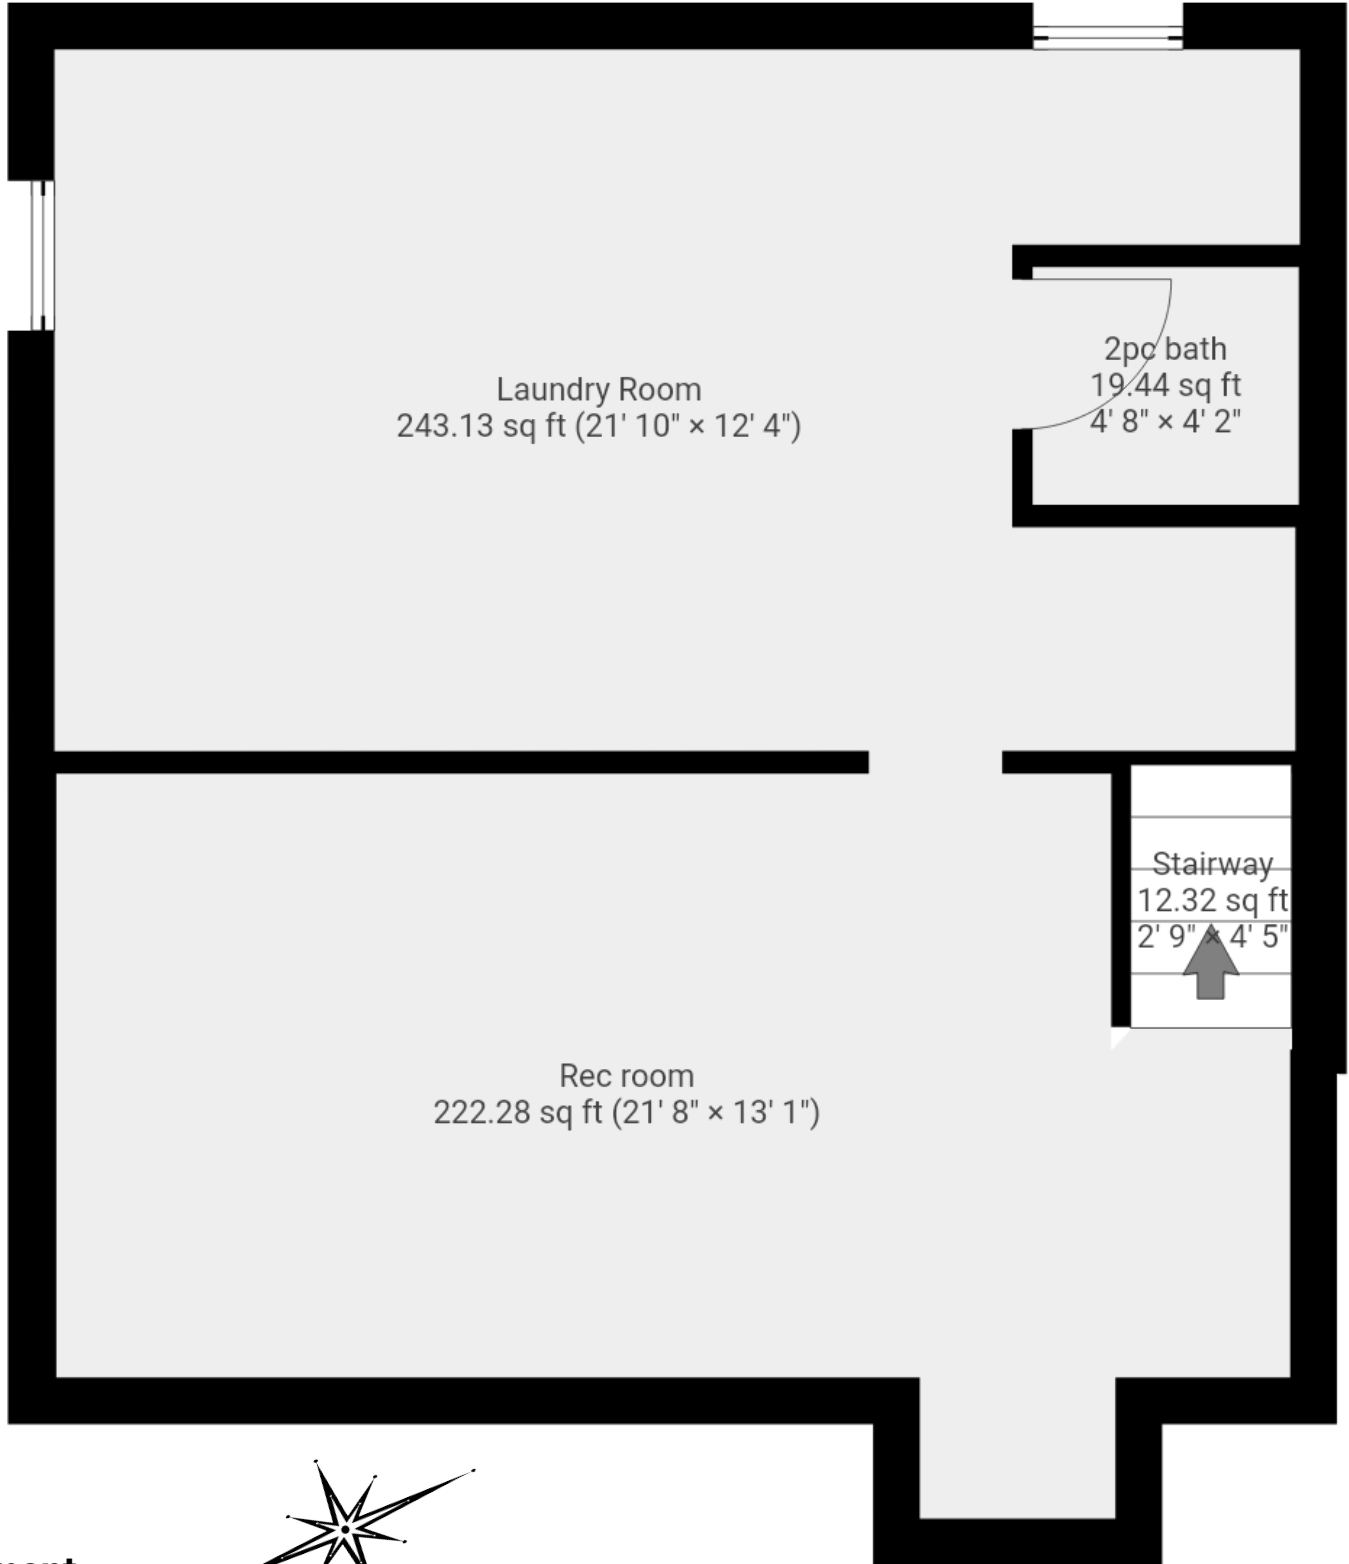 Laundry Room
243.13 sq ft (21' 10" × 12' 4")
2pc bath
19.44 sq ft
4' 8" × 4' 2"
Stairway
12.32 sq ft
2' 9" × 4' 5"
Rec room
222.28 sq ft (21' 8" × 13' 1")